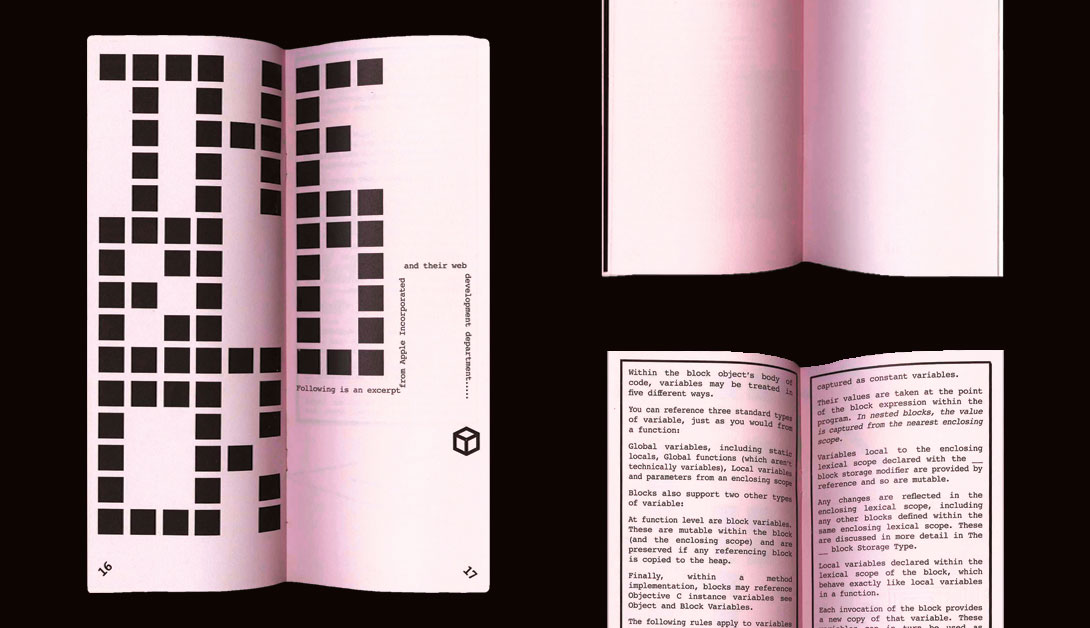 THE
BLO
CK
Following is an excerpt
from Apple Incorporated
and their web
development department......
16
17
Within the block object's body of
code, variables may be treated in
five different ways.
You can reference three standard types
of variable, just as you would from
a function:
Global variables, including static
locals, Global functions (which aren't
technically variables), Local variables
and parameters from an enclosing scope
Blocks also support two other types
of variable:
At function level are block variables.
These are mutable within the block
(and the enclosing scope) and are
preserved if any referencing block
is copied to the heap.
Finally, within a method
implementation, blocks may reference
Objective C instance variables see
Object and Block Variables.
The following rules apply to variables
captured as constant variables.
Their values are taken at the point
of the block expression within the
program. In nested blocks, the value
is captured from the nearest enclosing
scope.
Variables local to the enclosing
lexical scope declared with the __
block storage modifier are provided by
reference and so are mutable.
Any changes are reflected in the
enclosing lexical scope, including
any other blocks defined within the
same enclosing lexical scope. These
are discussed in more detail in The
__ block Storage Type.
Local variables declared within the
lexical scope of the block, which
behave exactly like local variables
in a function.
Each invocation of the block provides
a new copy of that variable. These